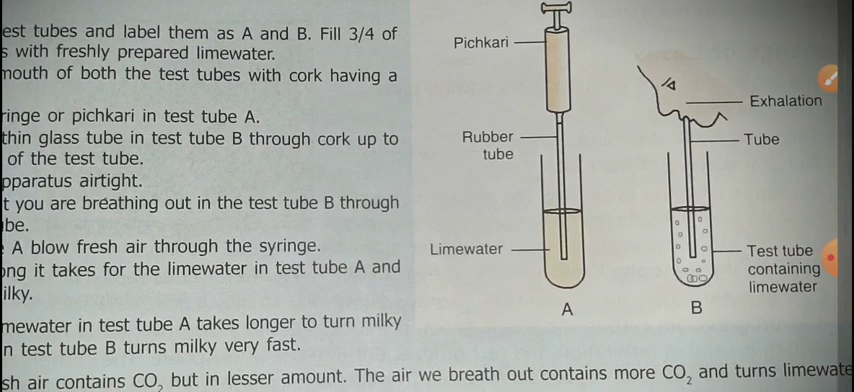 est tubes and label them as A and B. Fill 3/4 of
s with freshly prepared limewater.
mouth of both the test tubes with cork having a
ringe or pichkari in test tube A.
thin glass tube in test tube B through cork up to
of the test tube.
pparatus airtight.
t you are breathing out in the test tube B through
be.
A blow fresh air through the syringe.
ong it takes for the limewater in test tube A and
ilky.
mewater in test tube A takes longer to turn milky
n test tube B turns milky very fast.
sh air contains CO₂ but in lesser amount. The air we breath out contains more CO₂ and turns limewate
Pichkari
Rubber
tube
Limewater
A
Exhalation
Tube
Test tube
containing
limewater
B